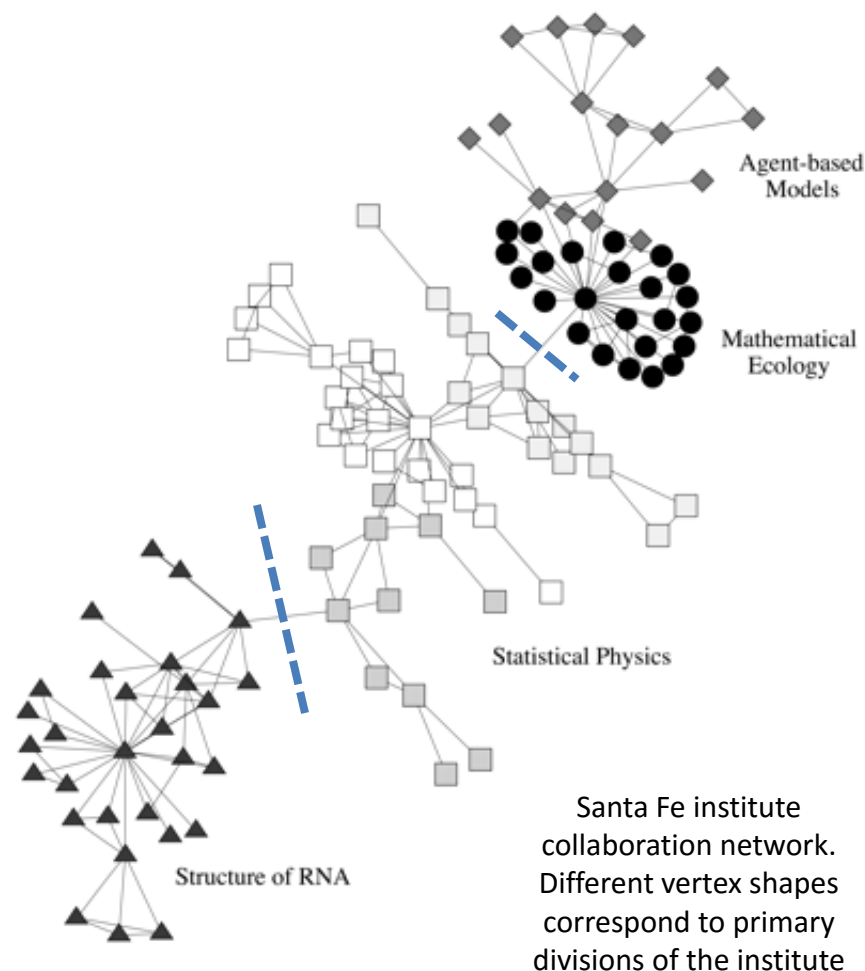 Agent-based
Models
Mathematical
Ecology
Statistical Physics
Structure of RNA
Santa Fe institute
collaboration network.
Different vertex shapes
correspond to primary
divisions of the institute